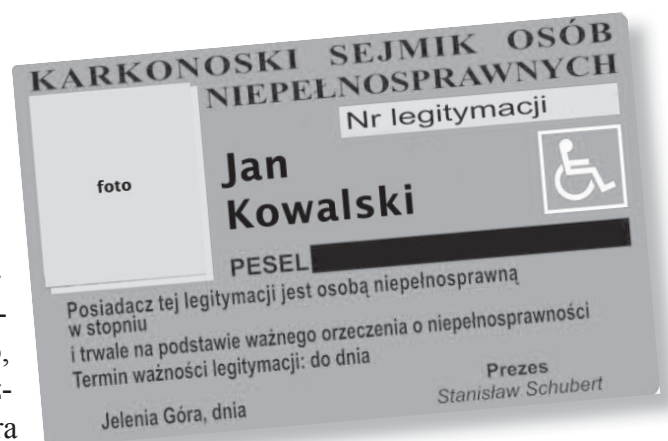 KARKONOSKI SEJMIK OSÓB
NIEPEŁNOSPRAWNYCH
Nr legitymacji
foto
Jan
Kowalski
PESEL
Posiadacz tej legitymacji jest osobą niepełnosprawną
w stopniu
i trwale na podstawie ważnego orzeczenia o niepełnosprawności
Termin ważności legitymacji: do dnia
Prezes
Stanisław Schubert
Jelenia Góra, dnia